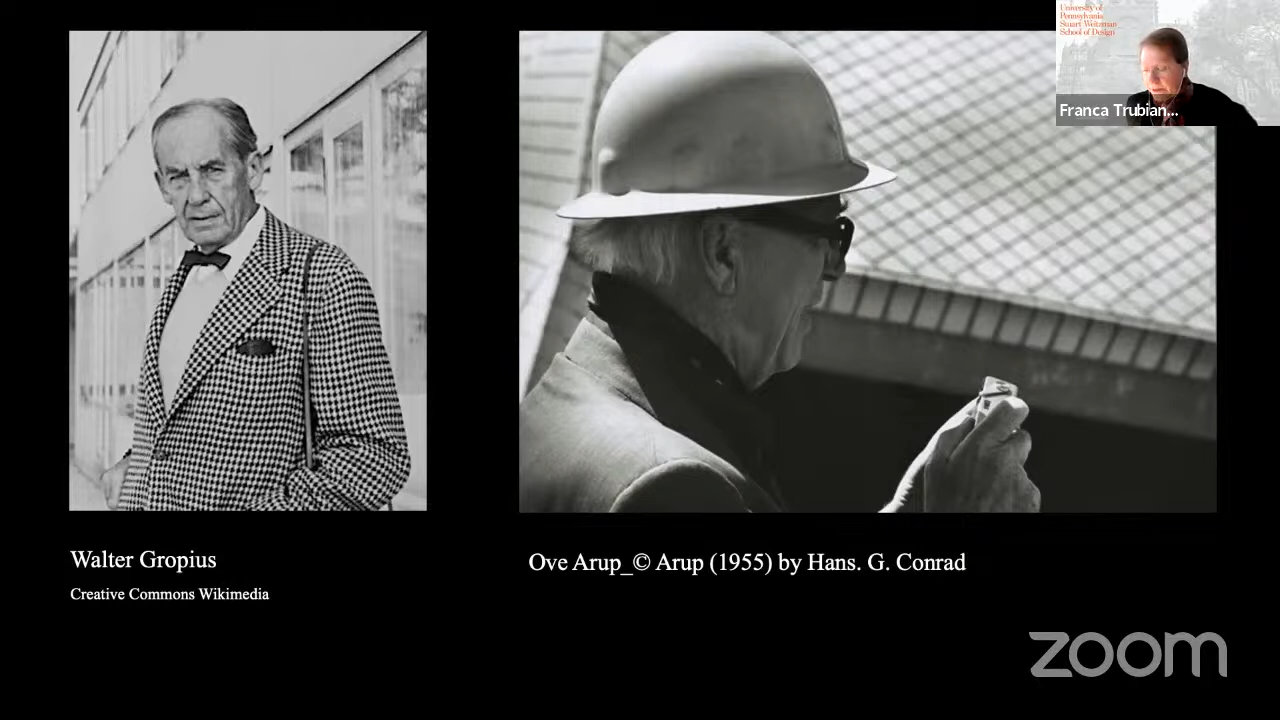 University of
Pennsylvania
Stuart Weitzman
School of Design
Franca Trubian...
Walter Gropius
Creative Commons Wikimedia
Ove Arup_© Arup (1955) by Hans. G. Conrad
zoom